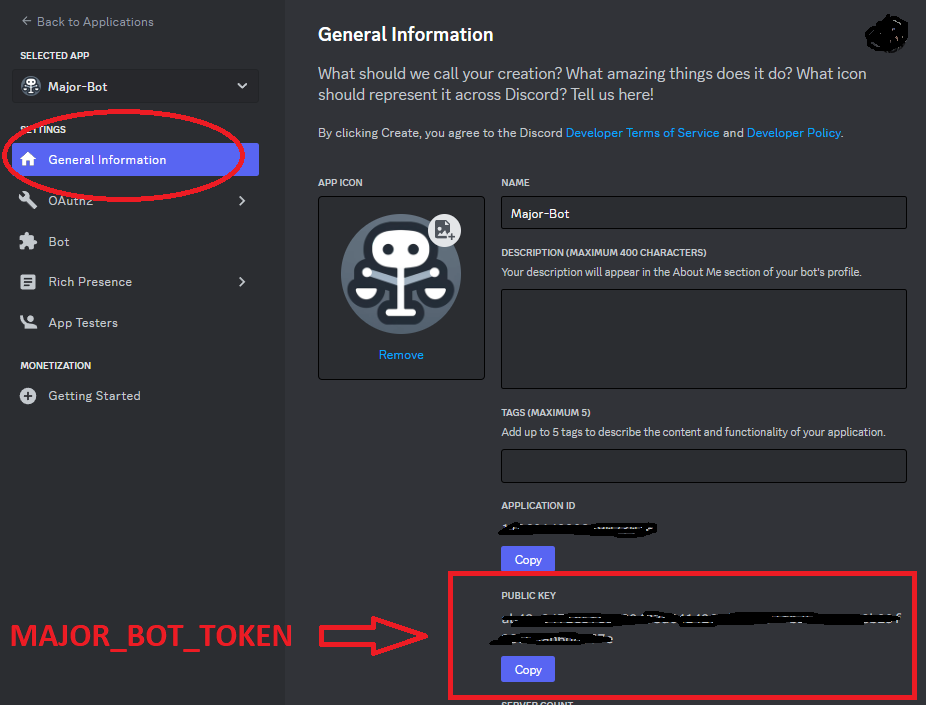 Back to Applications
SELECTED APP
Major-Bot
SETTINGS
General Information
OAuth2
Bot
Rich Presence
App Testers
MONETIZATION
Getting Started
General Information
What should we call your creation? What amazing things does it do? What icon
should represent it across Discord? Tell us here!
By clicking Create, you agree to the Discord Developer Terms of Service and Developer Policy.
APP ICON
Remove
NAME
Major-Bot
DESCRIPTION (MAXIMUM 400 CHARACTERS)
Your description will appear in the About Me section of your bot's profile.
TAGS (MAXIMUM 5)
Add up to 5 tags to describe the content and functionality of your application.
APPLICATION ID
Copy
PUBLIC KEY
MAJOR_BOT_TOKEN
Copy
SERVER COUNT